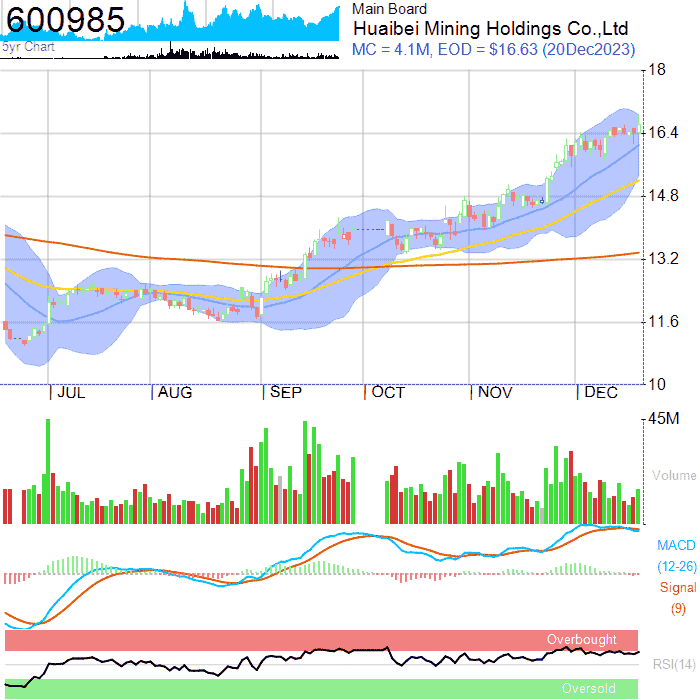 600985
5yr Chart
Main Board
Huaibei Mining Holdings Co.,Ltd
MC = 4.1M, EOD = $16.63 (20Dec2023)
18
16.4
14.8
13.2
11.6
10
JUL AUG SEP OCT NOV DEC
45M
Volume
MACD
(12-26)
Signal
(9)
Overbought
RSI(14)
Oversold